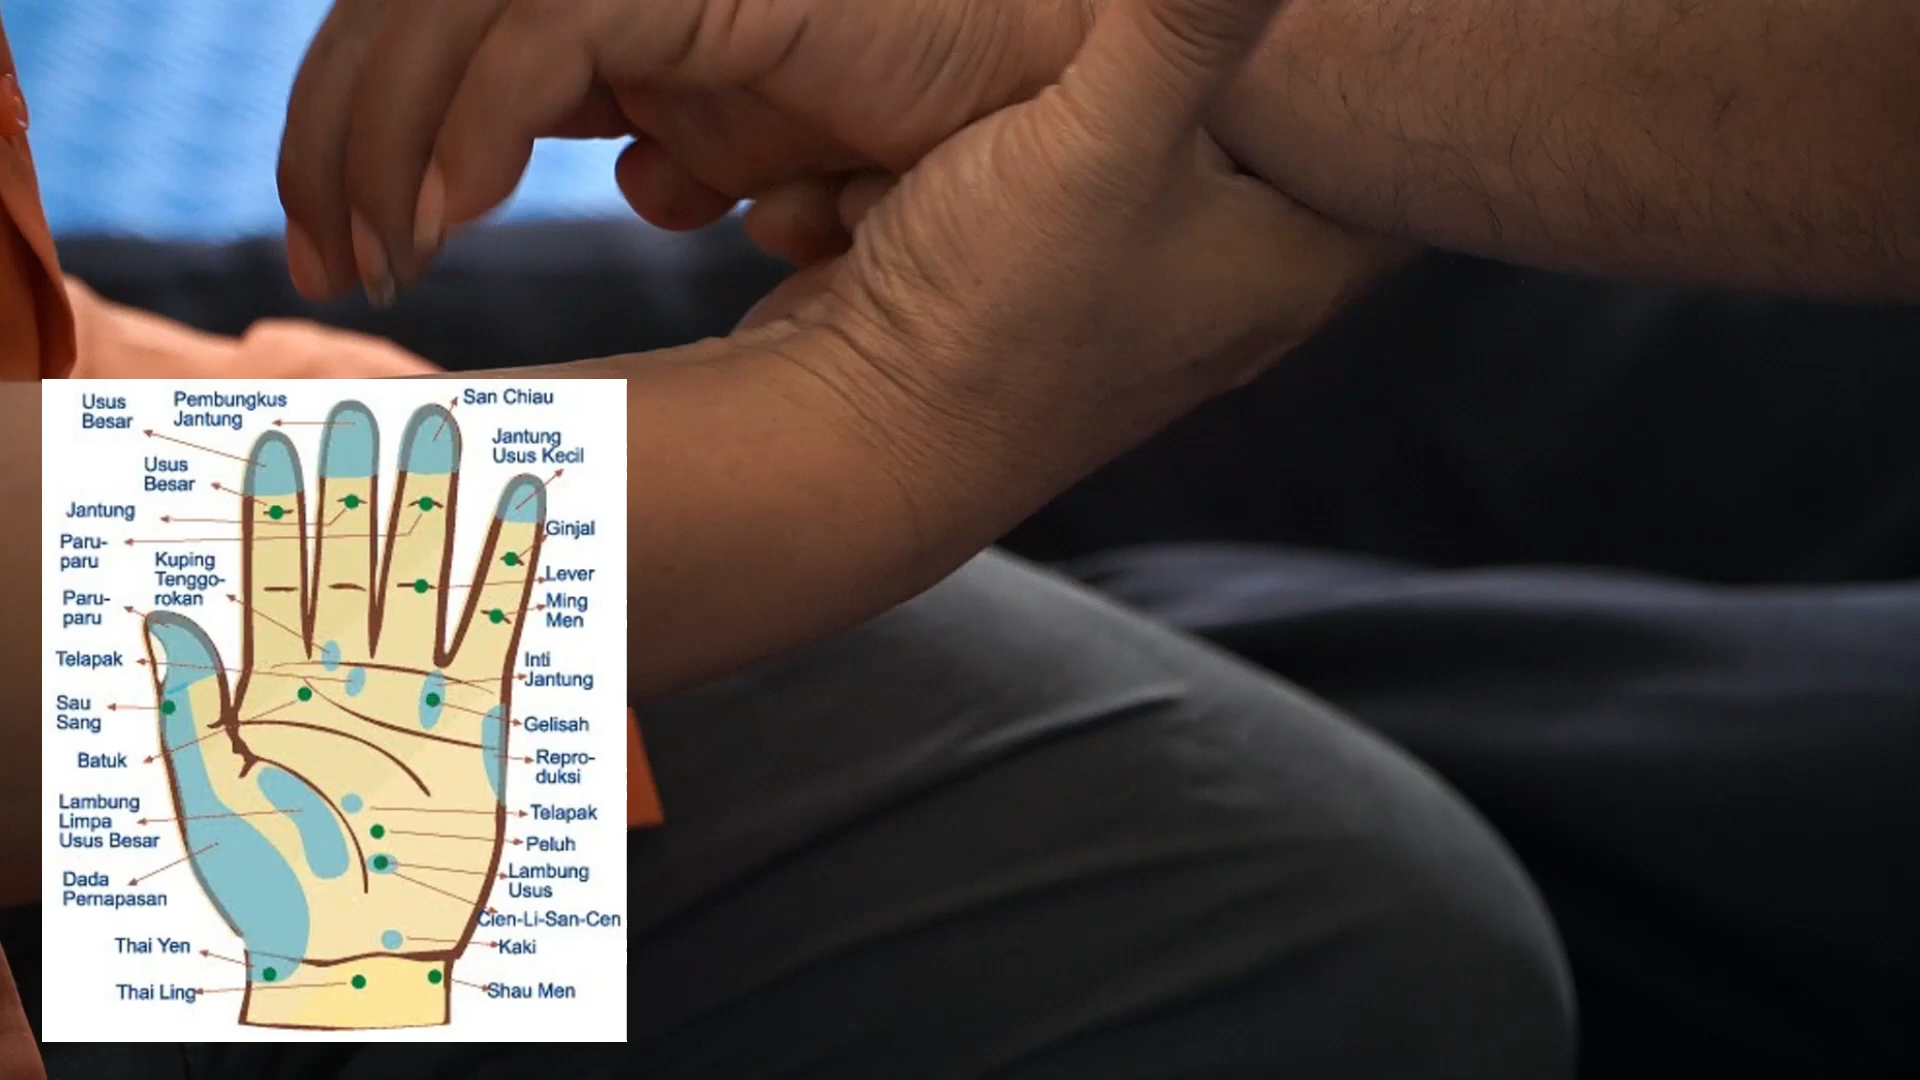 Usus
Besar
Pembungkus
Jantung
San Chiau
Jantung
Usus Kecil
Usus
Besar
Jantung
Ginjal
Paru-
paru
Kuping
Tenggo-
rokan
Lever
Paru-
paru
Ming
Men
Telapak
Inti
Jantung
Sau
Sang
Gelisah
Batuk
Repro-
duksi
Lambung
Limpa
Usus Besar
Telapak
Peluh
Dada
Pernapasan
Lambung
Usus
Cien-Li-San-Cen
Thai Yen
Kaki
Thai Ling
Shau Men